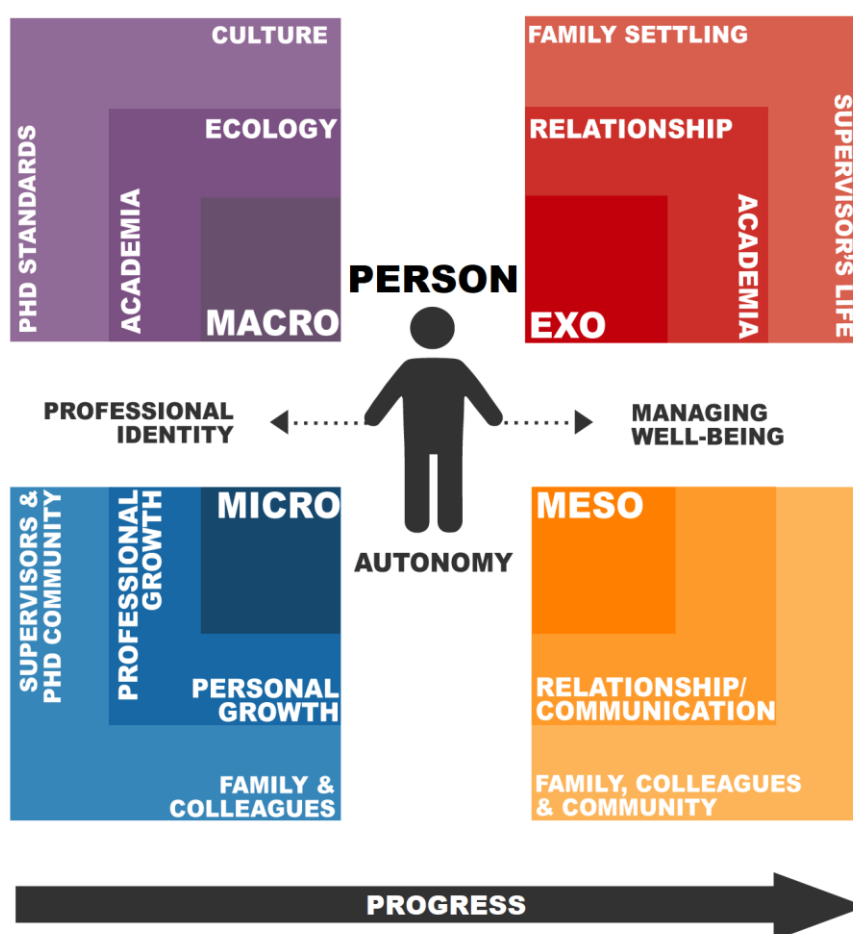 CULTURE
ECOLOGY
PHD STANDARDS
ACADEMIA
MACRO
FAMILY SETTLING
RELATIONSHIP
SUPERVISOR'S LIFE
ACADEMIA
EXO
PERSON
PROFESSIONAL
IDENTITY
MANAGING
WELL-BEING
AUTONOMY
MICRO
SUPERVISORS &
PHD COMMUNITY
PROFESSIONAL
GROWTH
PERSONAL
GROWTH
FAMILY &
COLLEAGUES
MESO
RELATIONSHIP/
COMMUNICATION
FAMILY, COLLEAGUES
& COMMUNITY
PROGRESS